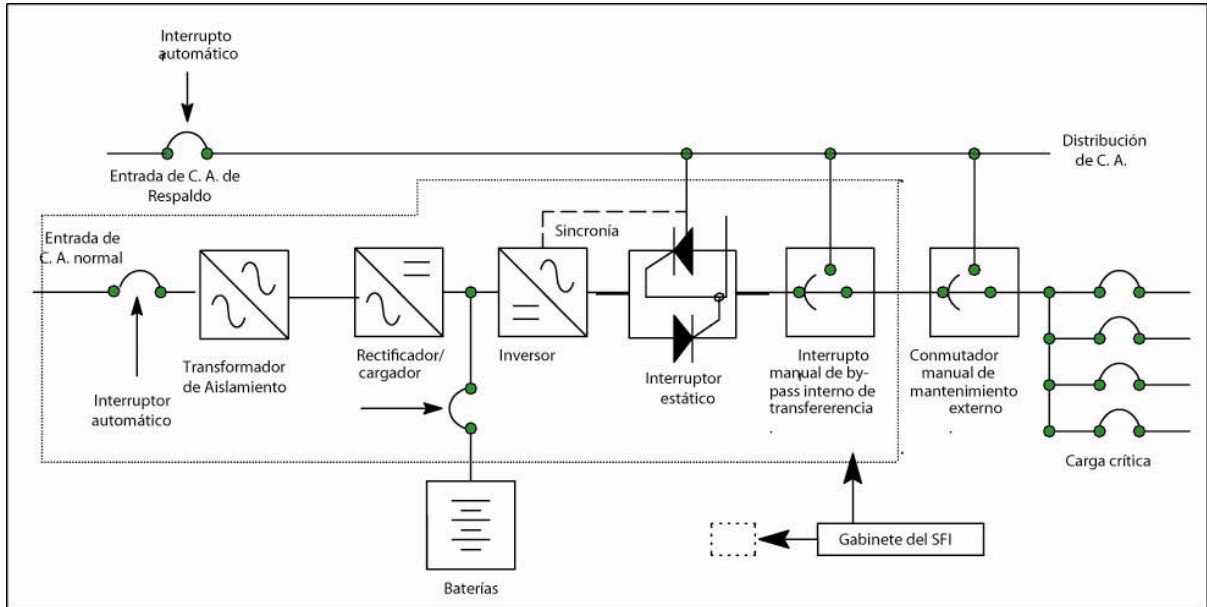 Interrupto
automático
Entrada de C. A. de
Respaldo
Distribución
de C. A.
Entrada de
C. A. normal
Sincronía
Transformador
de Aislamiento
Rectificador/
cargador
Inversor
Interruptor
estático
Interrupto
manual de by-
pass interno de
transfererencia
Conmutador
manual de
mantenimiento
externo
Interruptor
automático
Carga crítica
Baterías
Gabinete del SFI